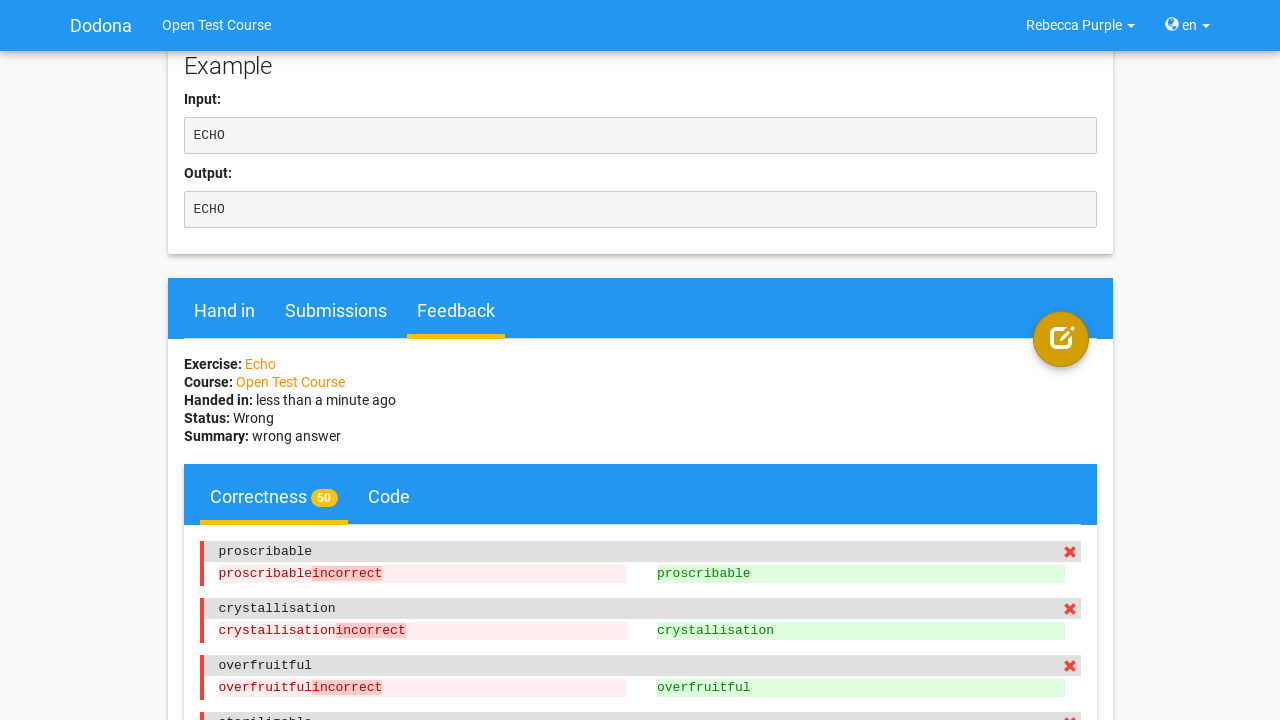 Dodona Open Test Course Rebecca Purple en
Example
Input:
ECHO
Output:
ECHO
Hand in Submissions Feedback
Exercise: Echo
Course: Open Test Course
Handed in: less than a minute ago
Status: Wrong
Summary: wrong answer
Correctness 50 Code
proscribable
proscribableincorrect proscribable
crystallisation
crystallisationincorrect crystallisation
overfruitful
overfruitfulincorrect overfruitful